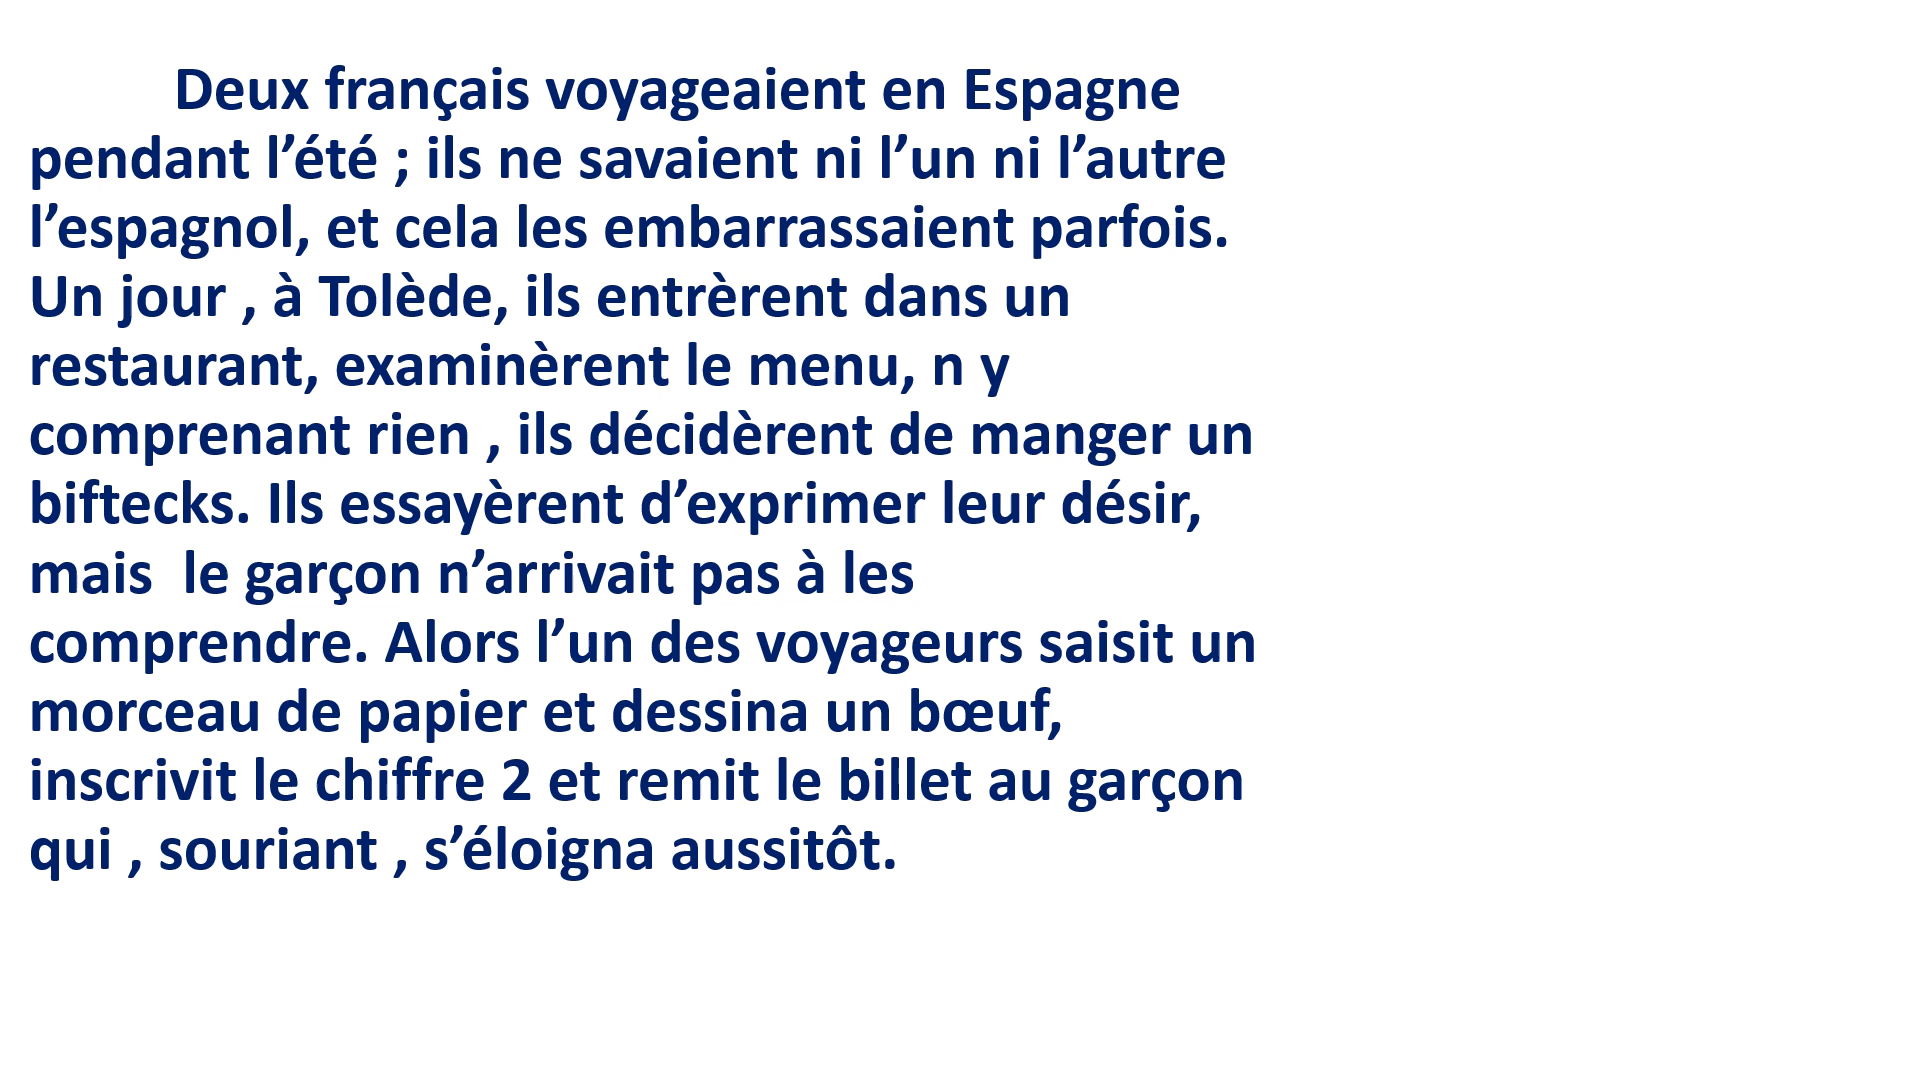 Deux français voyageaient en Espagne
pendant l’été ; ils ne savaient ni l’un ni l’autre
l’espagnol, et cela les embarrassaient parfois.
Un jour , à Tolède, ils entrèrent dans un
restaurant, examinèrent le menu, n y
comprenant rien , ils décidèrent de manger un
biftecks. Ils essayèrent d’exprimer leur désir,
mais  le garçon n’arrivait pas à les
comprendre. Alors l’un des voyageurs saisit un
morceau de papier et dessina un bœuf,
inscrivit le chiffre 2 et remit le billet au garçon
qui , souriant , s’éloigna aussitôt.